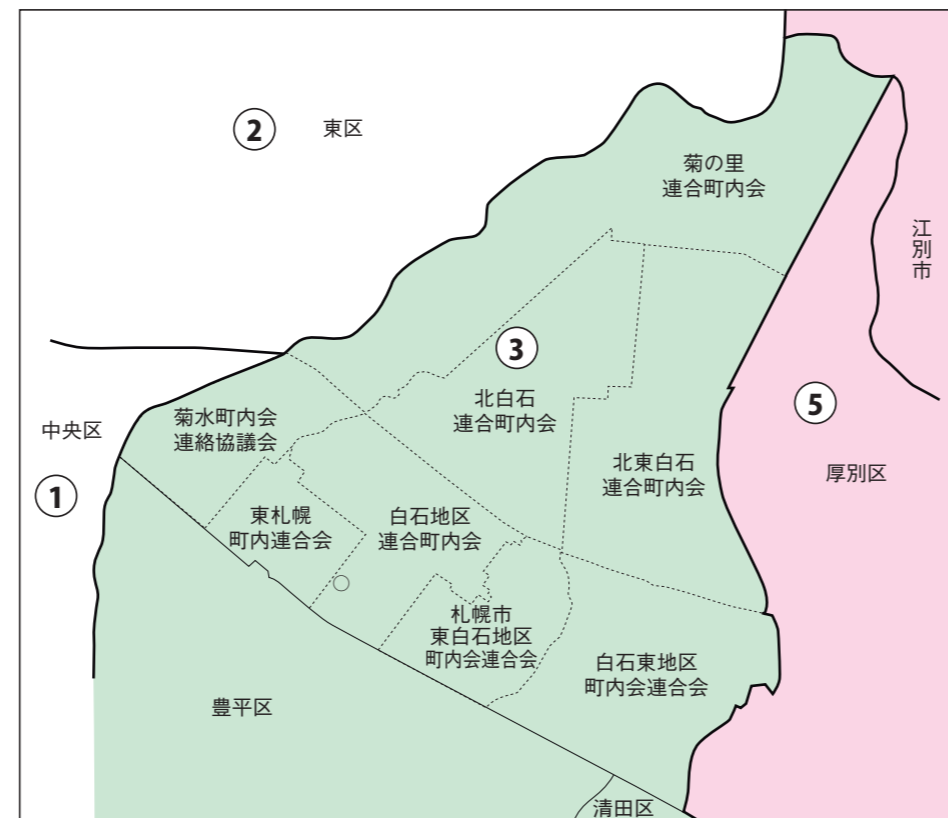 ②
東区
菊の里
連合町内会
江別市
③
北白石
連合町内会
⑤
中央区
菊水町内会
連絡協議会
①
北東白石
連合町内会
厚別区
東札幌
町内連合会
白石地区
連合町内会
札幌市
東白石地区
町内会連合会
白石東地区
町内会連合会
豊平区
清田区